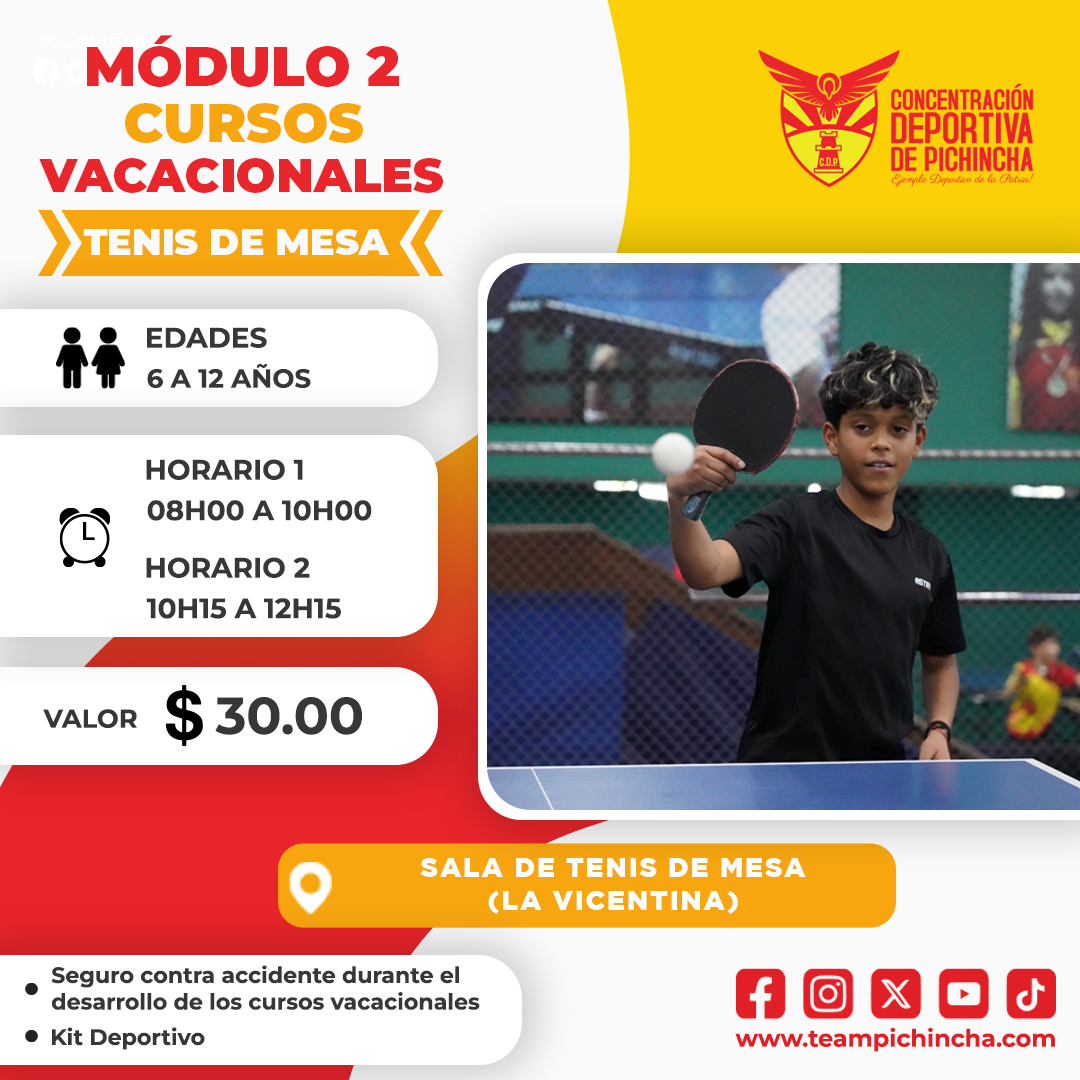 MÓDULO 2
CURSOS
VACACIONALES
TENIS DE MESA
C.D.P.
CONCENTRACIÓN
DEPORTIVA
DE PICHINCHA
Ejemplo Deportivo de la Patria!
EDADES
6 A 12 AÑOS
HORARIO 1
08H00 A 10H00
HORARIO 2
10H15 A 12H15
VALOR $ 30.00
SALA DE TENIS DE MESA
(LA VICENTINA)
Seguro contra accidente durante el
desarrollo de los cursos vacacionales
Kit Deportivo
www.teampichincha.com